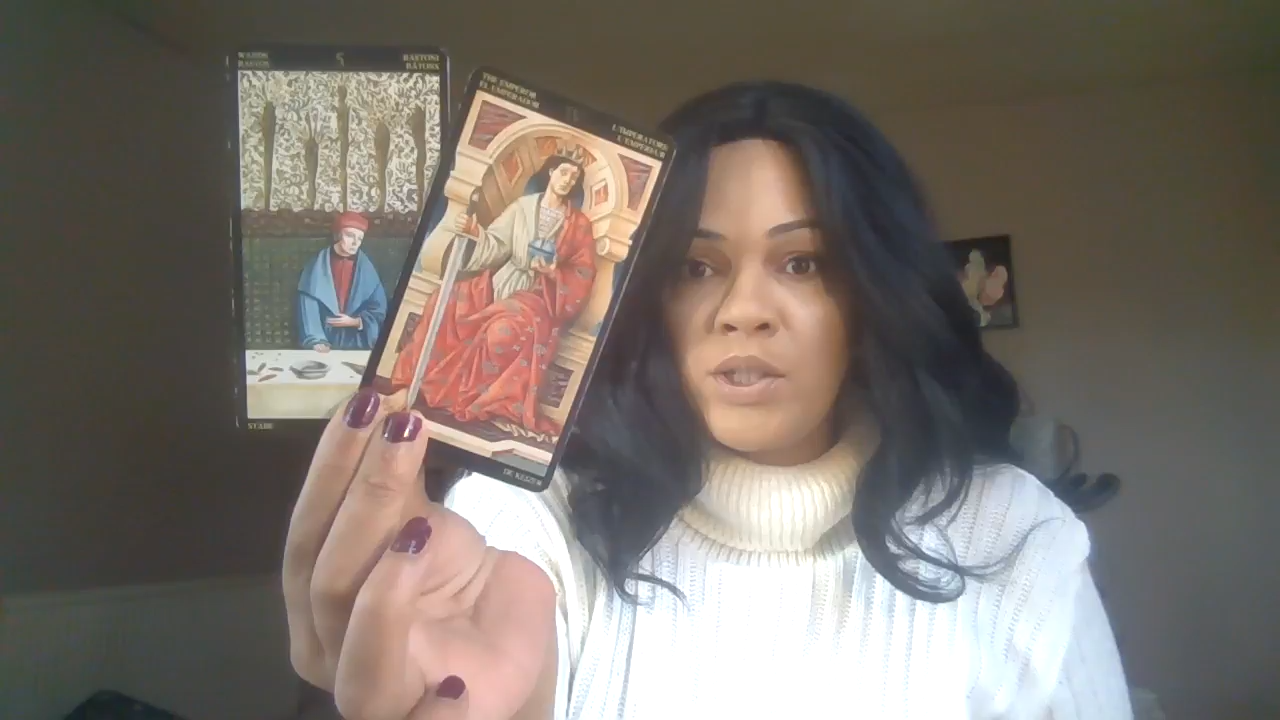 WANDS
BASTOS
5
BASTONI
BÂTONS
STABE
THE EMPEROR
EL EMPERADOR
L'IMPERATORE
L'EMPEREUR
DE KEIZER